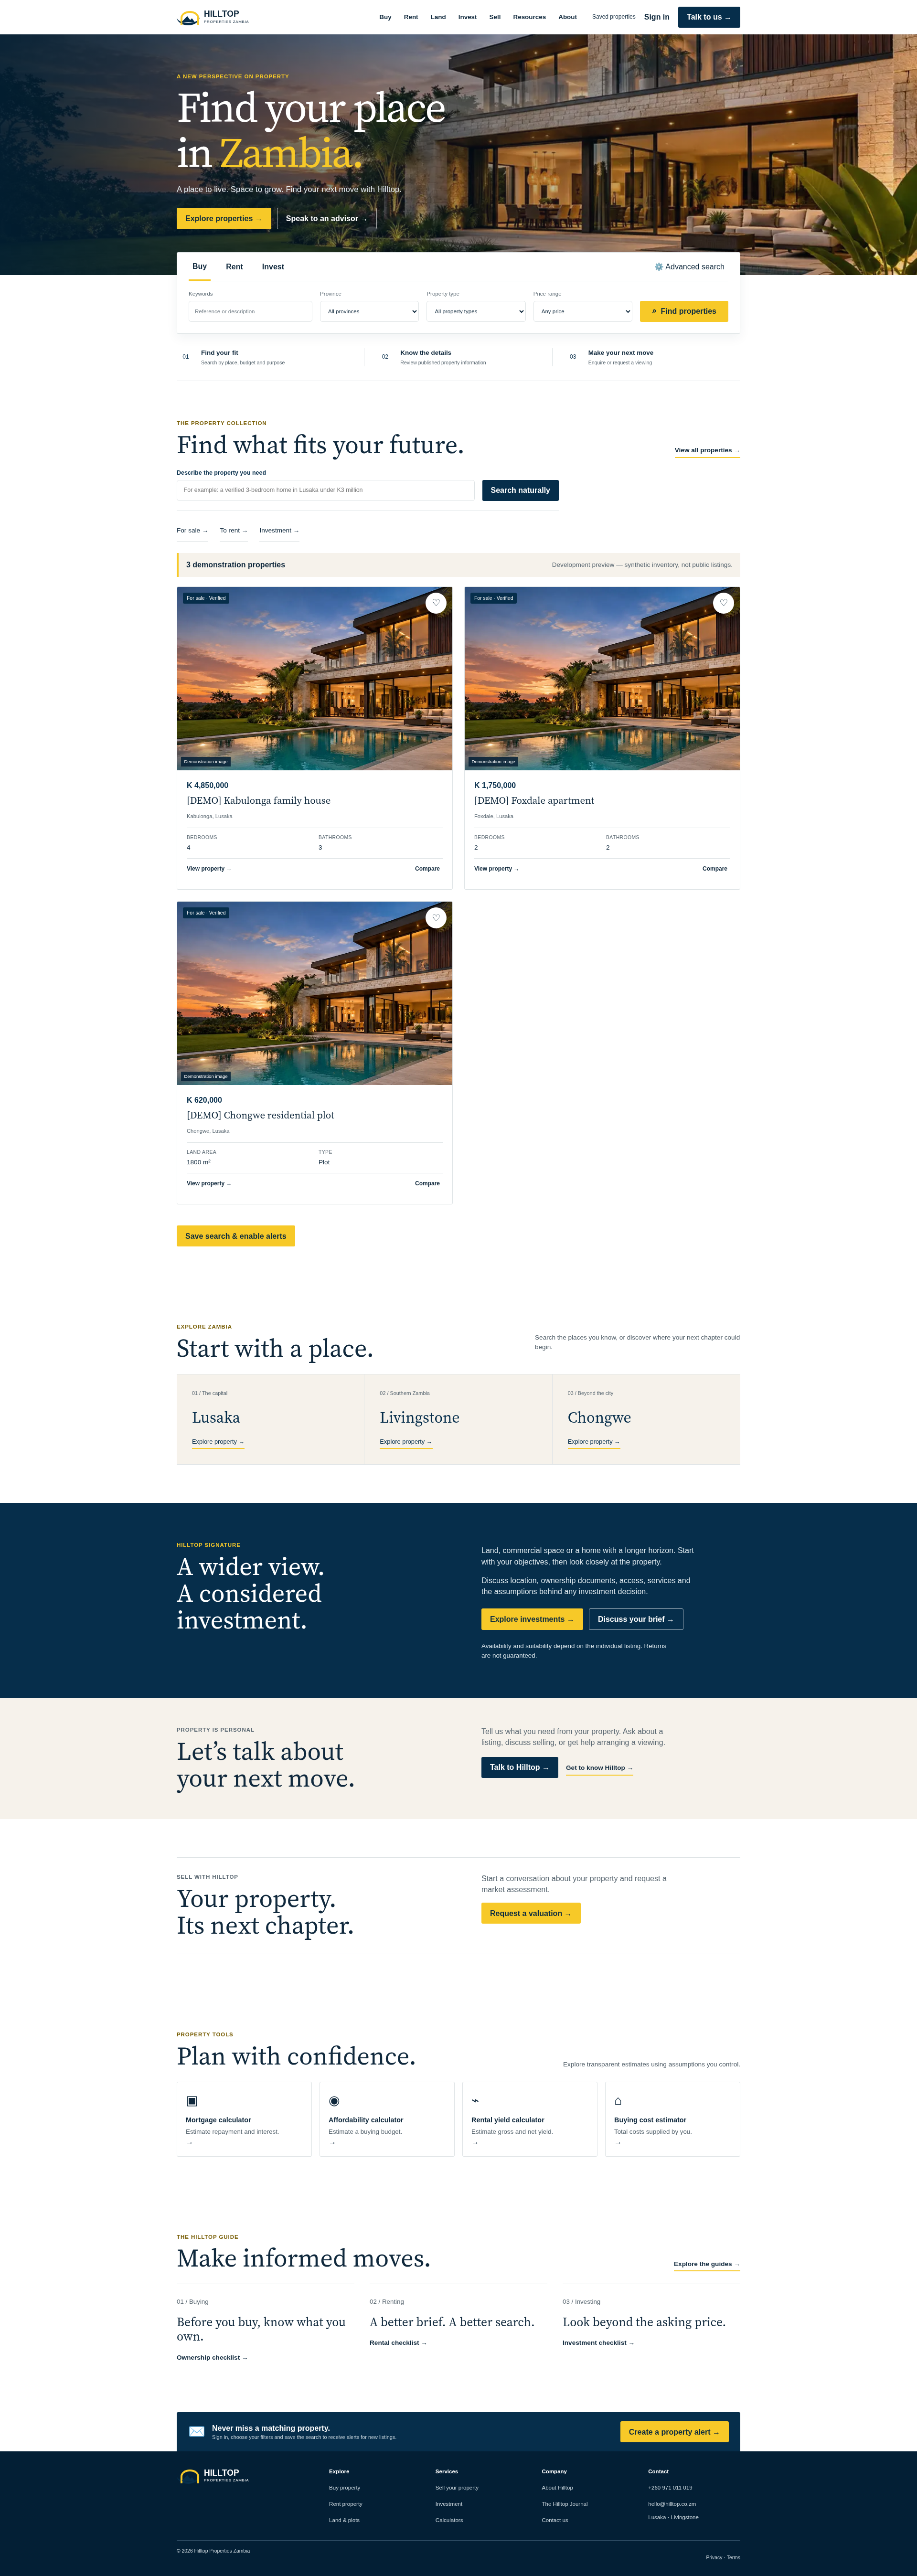 HILLTOP
PROPERTIES ZAMBIA
Buy Rent Land Invest Sell Resources About Saved properties Sign in Talk to us →
A NEW PERSPECTIVE ON PROPERTY
Find your place
in Zambia.
A place to live. Space to grow. Find your next move with Hilltop.
Explore properties → Speak to an advisor →
Buy Rent Invest ⚙️ Advanced search
Keywords Province Property type Price range
Reference or description All provinces All property types Any price Find properties
01 Find your fit
Search by place, budget and purpose
02 Know the details
Review published property information
03 Make your next move
Enquire or request a viewing
THE PROPERTY COLLECTION
Find what fits your future.
View all properties →
Describe the property you need
For example: a verified 3-bedroom home in Lusaka under K3 million Search naturally
For sale → To rent → Investment →
3 demonstration properties Development preview — synthetic inventory, not public listings.
For sale · Verified ♡
Demonstration image
K 4,850,000
[DEMO] Kabulonga family house
Kabulonga, Lusaka
BEDROOMS BATHROOMS
4 3
View property → Compare
For sale · Verified ♡
Demonstration image
K 1,750,000
[DEMO] Foxdale apartment
Foxdale, Lusaka
BEDROOMS BATHROOMS
2 2
View property → Compare
For sale · Verified ♡
Demonstration image
K 620,000
[DEMO] Chongwe residential plot
Chongwe, Lusaka
LAND AREA TYPE
1800 m² Plot
View property → Compare
Save search & enable alerts
EXPLORE ZAMBIA
Start with a place.
Search the places you know, or discover where your next chapter could
begin.
01 / The capital
Lusaka
Explore property →
02 / Southern Zambia
Livingstone
Explore property →
03 / Beyond the city
Chongwe
Explore property →
HILLTOP SIGNATURE
A wider view.
A considered
investment.
Land, commercial space or a home with a longer horizon. Start
with your objectives, then look closely at the property.
Discuss location, ownership documents, access, services and
the assumptions behind any investment decision.
Explore investments → Discuss your brief →
Availability and suitability depend on the individual listing. Returns
are not guaranteed.
PROPERTY IS PERSONAL
Let’s talk about
your next move.
Tell us what you need from your property. Ask about a
listing, discuss selling, or get help arranging a viewing.
Talk to Hilltop → Get to know Hilltop →
SELL WITH HILLTOP
Your property.
Its next chapter.
Start a conversation about your property and request a
market assessment.
Request a valuation →
PROPERTY TOOLS
Plan with confidence.
Explore transparent estimates using assumptions you control.
Mortgage calculator
Estimate repayment and interest.
→
Affordability calculator
Estimate a buying budget.
→
Rental yield calculator
Estimate gross and net yield.
→
Buying cost estimator
Total costs supplied by you.
→
THE HILLTOP GUIDE
Make informed moves.
Explore the guides →
01 / Buying
Before you buy, know what you
own.
Ownership checklist →
02 / Renting
A better brief. A better search.
Rental checklist →
03 / Investing
Look beyond the asking price.
Investment checklist →
Never miss a matching property.
Sign in, choose your filters and save the search to receive alerts for new listings.
Create a property alert →
HILLTOP
PROPERTIES ZAMBIA
Explore
Buy property
Rent property
Land & plots
Services
Sell your property
Investment
Calculators
Company
About Hilltop
The Hilltop Journal
Contact us
Contact
+260 971 011 019
hello@hilltop.co.zm
Lusaka · Livingstone
© 2026 Hilltop Properties Zambia
Privacy · Terms